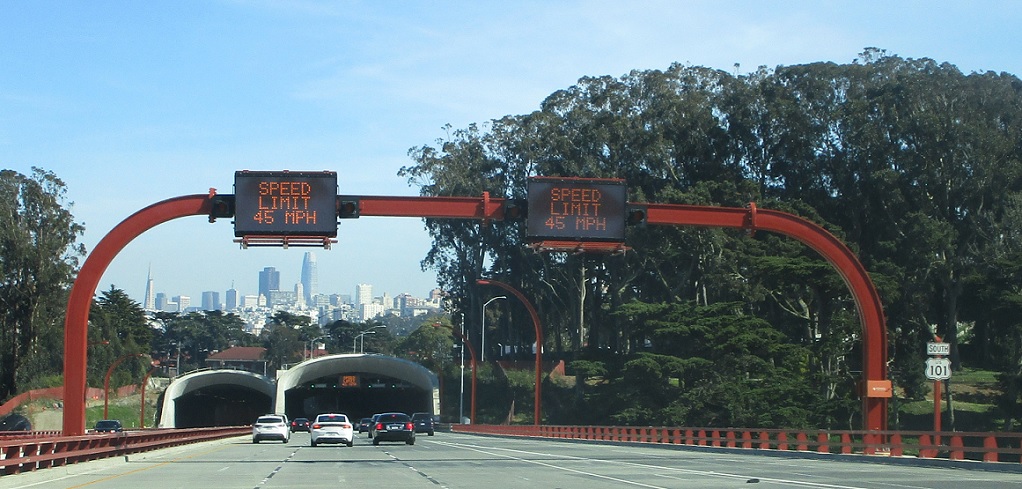 SPEED
LIMIT
45 MPH
SPEED
LIMIT
45 MPH
SOUTH
101